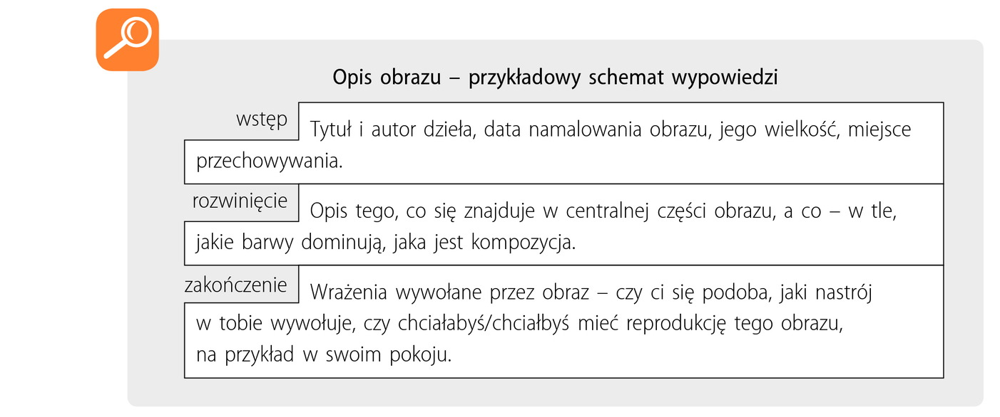 Opis obrazu – przykładowy schemat wypowiedzi
wstęp
Tytuł i autor dzieła, data namalowania obrazu, jego wielkość, miejsce
przechowywania.
rozwinięcie
Opis tego, co się znajduje w centralnej części obrazu, a co – w tle,
jakie barwy dominują, jaka jest kompozycja.
zakończenie
Wrażenia wywołane przez obraz – czy ci się podoba, jaki nastrój
w tobie wywołuje, czy chciałabyś/chciałbyś mieć reprodukcję tego obrazu,
na przykład w swoim pokoju.